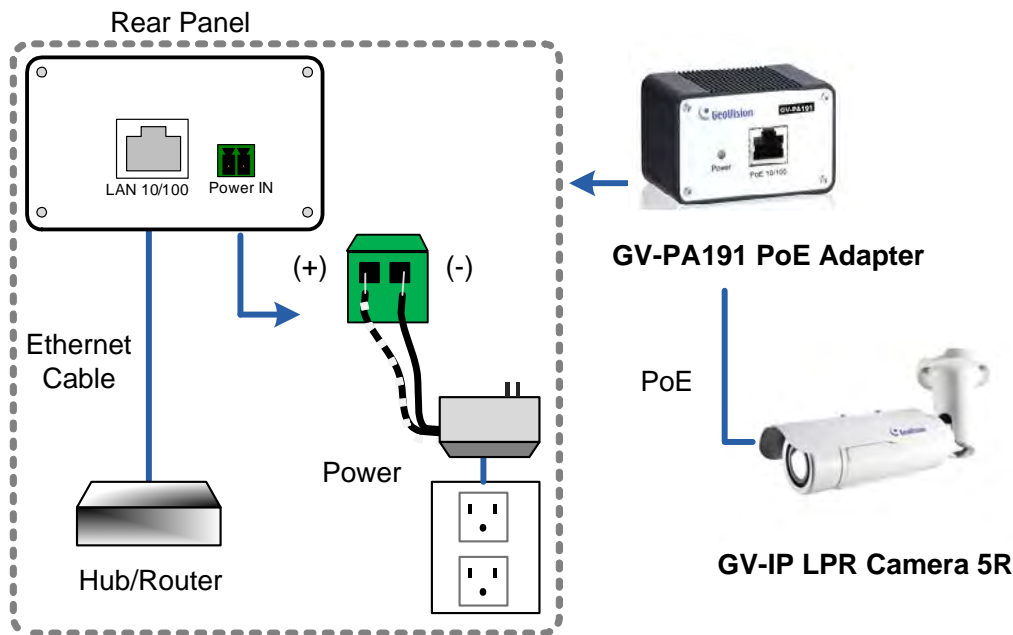 Rear Panel
LAN 10/100
Power IN
(+)
(-)
Ethernet
Cable
Power
Hub/Router
GeoVision
GV-PA191
Power
PoE 10/100
GV-PA191 PoE Adapter
PoE
GeoVision
GV-IP LPR Camera 5R